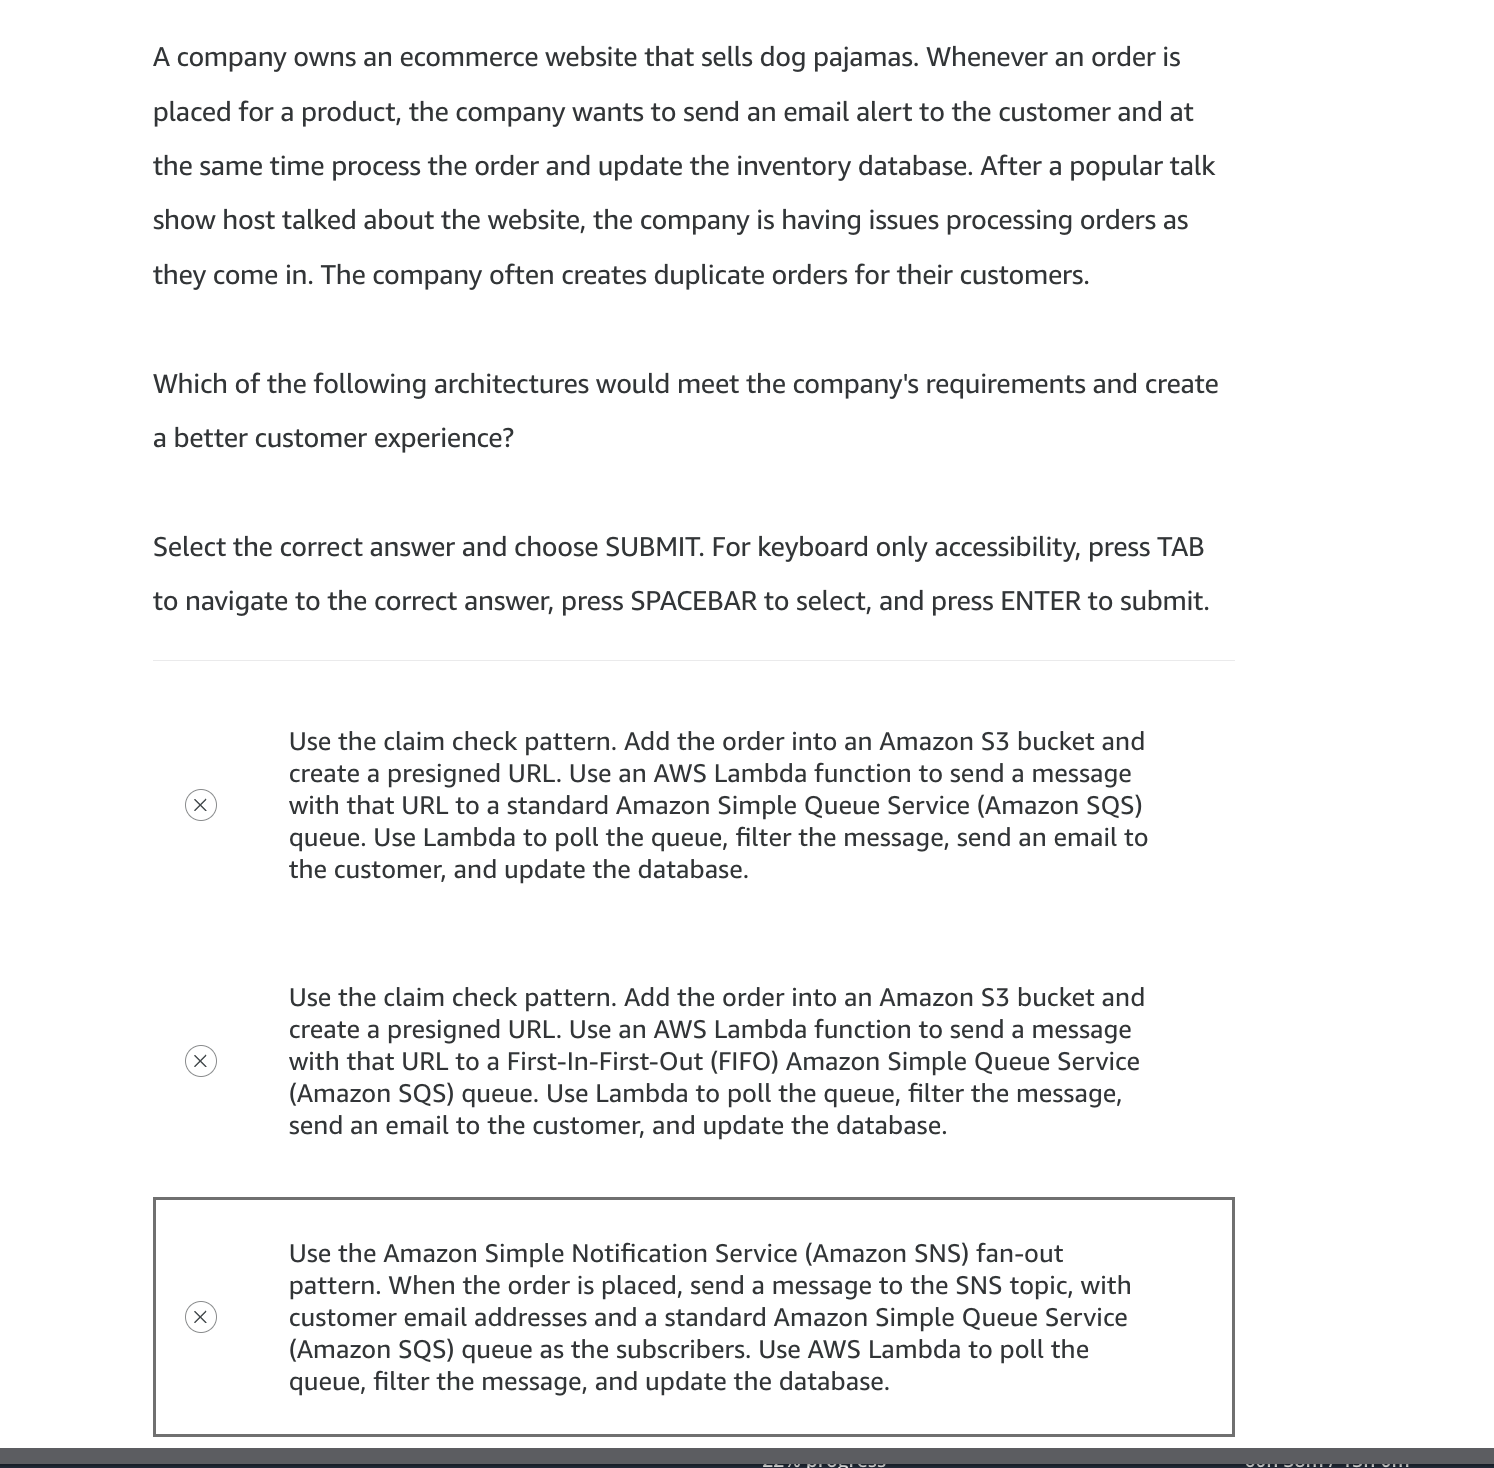 A company owns an ecommerce website that sells dog pajamas. Whenever an order is
placed for a product, the company wants to send an email alert to the customer and at
the same time process the order and update the inventory database. After a popular talk
show host talked about the website, the company is having issues processing orders as
they come in. The company often creates duplicate orders for their customers.
Which of the following architectures would meet the company's requirements and create
a better customer experience?
Select the correct answer and choose SUBMIT. For keyboard only accessibility, press TAB
to navigate to the correct answer, press SPACEBAR to select, and press ENTER to submit.
Use the claim check pattern. Add the order into an Amazon S3 bucket and
create a presigned URL. Use an AWS Lambda function to send a message
with that URL to a standard Amazon Simple Queue Service (Amazon SQS)
queue. Use Lambda to poll the queue, filter the message, send an email to
the customer, and update the database.
Use the claim check pattern. Add the order into an Amazon S3 bucket and
create a presigned URL. Use an AWS Lambda function to send a message
with that URL to a First-In-First-Out (FIFO) Amazon Simple Queue Service
(Amazon SQS) queue. Use Lambda to poll the queue, filter the message,
send an email to the customer, and update the database.
Use the Amazon Simple Notification Service (Amazon SNS) fan-out
pattern. When the order is placed, send a message to the SNS topic, with
customer email addresses and a standard Amazon Simple Queue Service
(Amazon SQS) queue as the subscribers. Use AWS Lambda to poll the
queue, filter the message, and update the database.